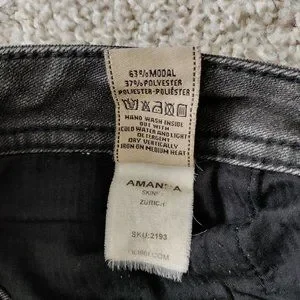 63%MODAL
37%POLYESTER
POLYESTER-POLIÉSTER
HAND WASH INSIDE
OUT WITH
COLD WATER AND LIGHT
DETERGENT
DRY VERTICALLY
IRON ON MEDIUM HEAT
AMANDA
SKINNY
ZURICH
SKU:2193